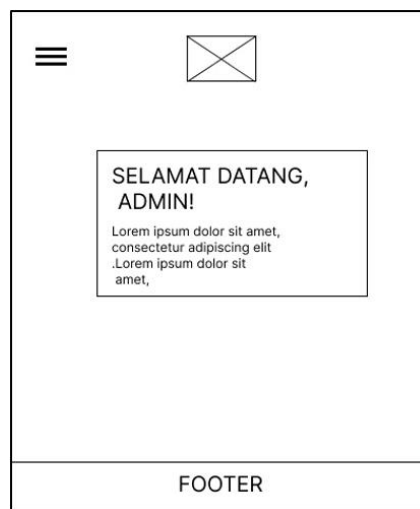 SELAMAT DATANG,
ADMIN!
Lorem ipsum dolor sit amet,
consectetur adipiscing elit
.Lorem ipsum dolor sit
amet,
FOOTER